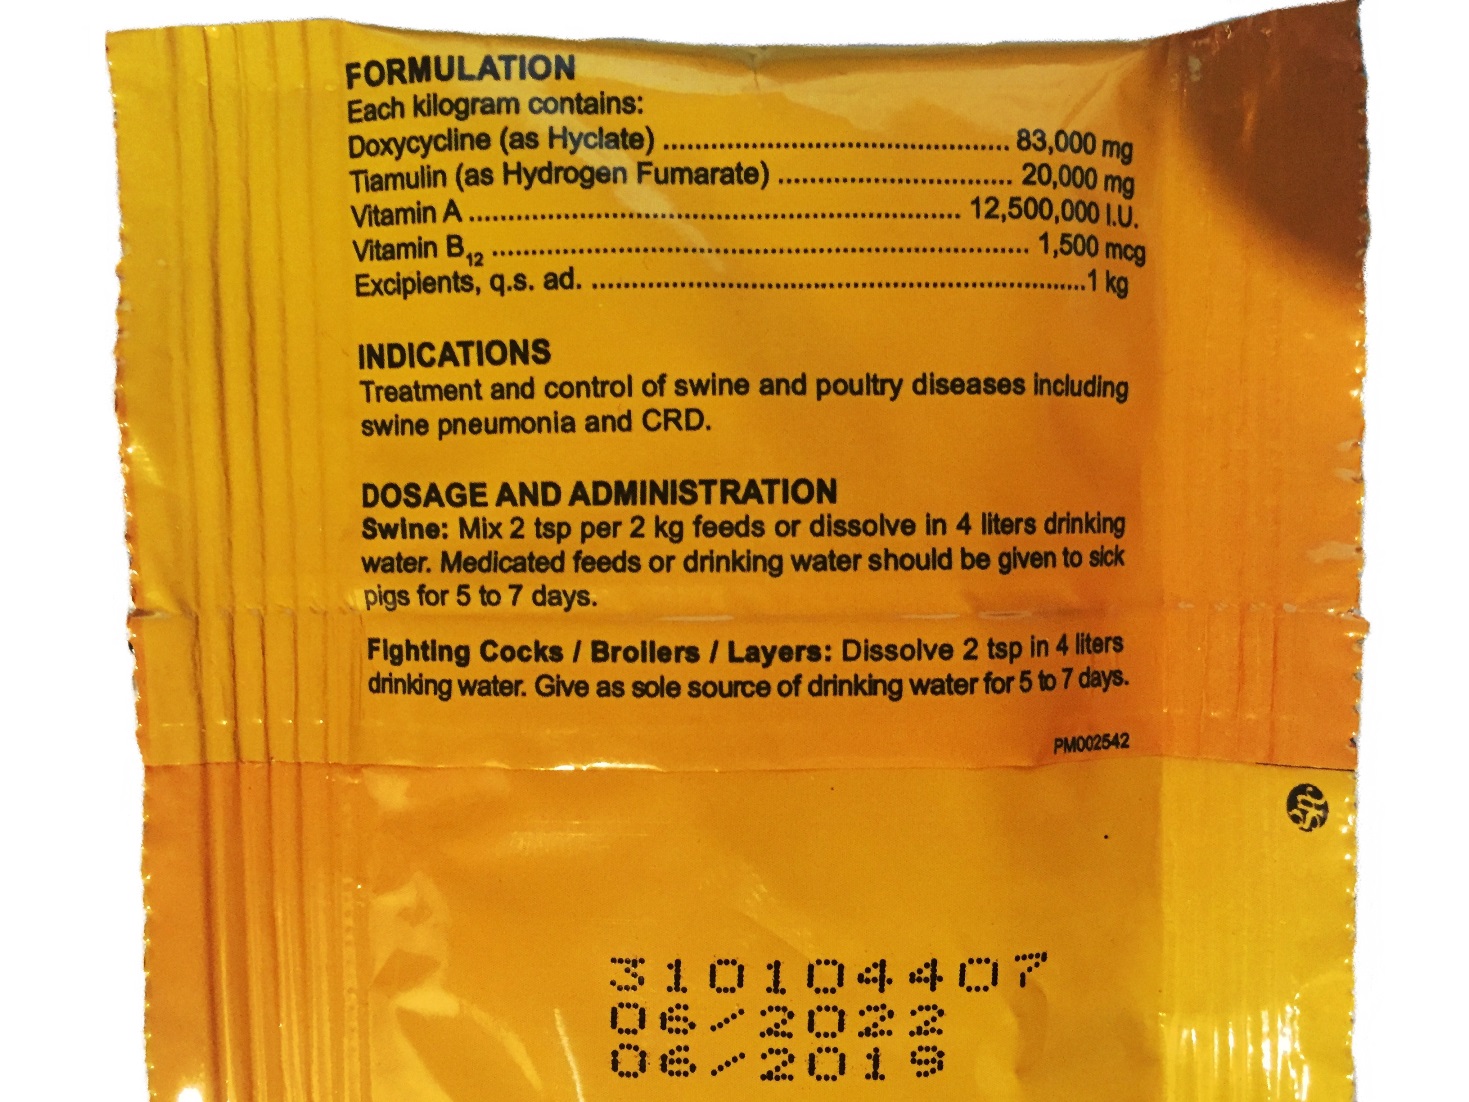 FORMULATION
Each kilogram contains:
Doxycycline (as Hyclate) ............................................ 83,000 mg
Tiamulin (as Hydrogen Fumarate) .............................. 20,000 mg
Vitamin A ............................................................... 12,500,000 I.U.
Vitamin B12 ..................................................................... 1,500 mcg
Excipients, q.s. ad. ...............................................................1 kg
INDICATIONS
Treatment and control of swine and poultry diseases including
swine pneumonia and CRD.
DOSAGE AND ADMINISTRATION
Swine: Mix 2 tsp per 2 kg feeds or dissolve in 4 liters drinking
water. Medicated feeds or drinking water should be given to sick
pigs for 5 to 7 days.
Fighting Cocks / Broilers / Layers: Dissolve 2 tsp in 4 liters
drinking water. Give as sole source of drinking water for 5 to 7 days.
PM002542
310104407
06/2022
06/2019